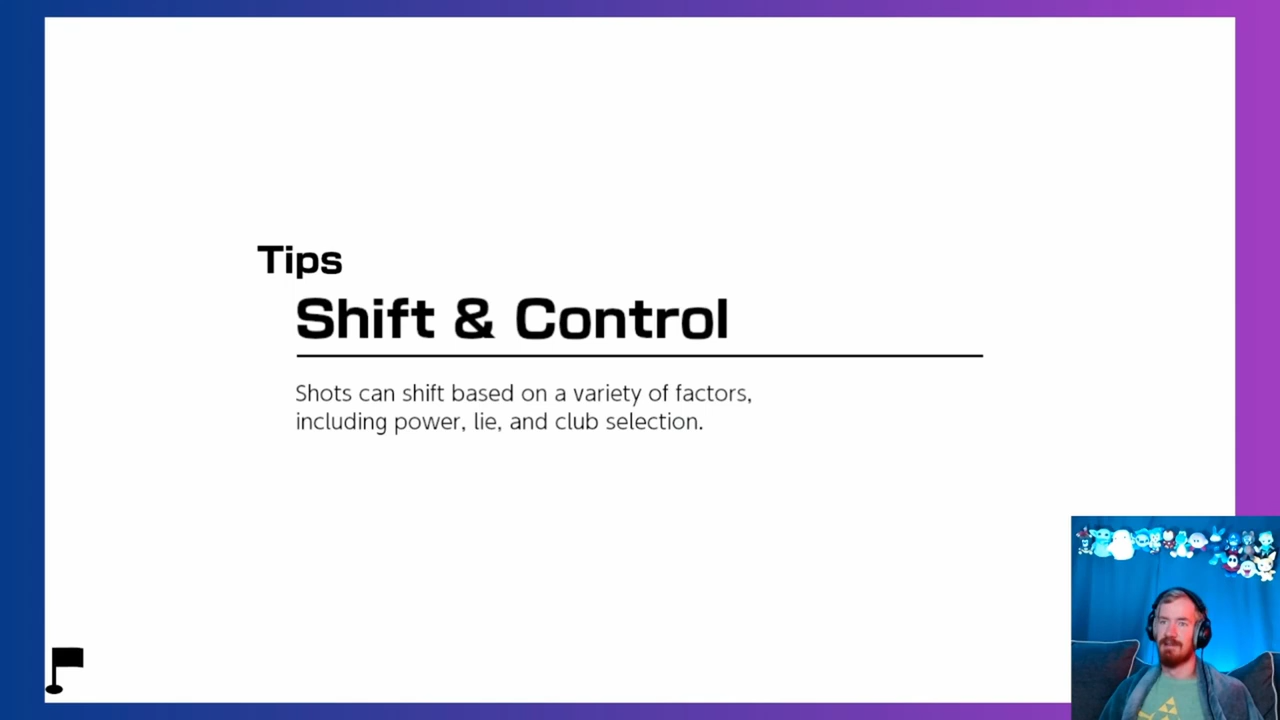 Tips
Shift & Control
Shots can shift based on a variety of factors,
including power, lie, and club selection.